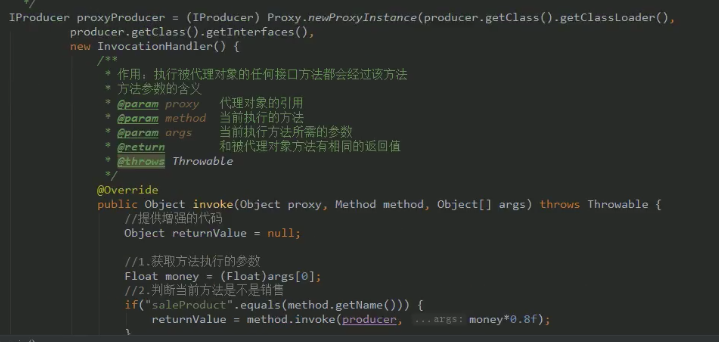 */
IProducer proxyProducer = (IProducer) Proxy.newProxyInstance(producer.getClass().getClassLoader(),
producer.getClass().getInterfaces(),
new InvocationHandler() {
/**
* 作用：执行被代理对象的任何接口方法都会经过该方法
* 方法参数的含义
* @param proxy 代理对象的引用
* @param method 当前执行的方法
* @param args 当前执行方法所需的参数
* @return 和被代理对象方法有相同的返回值
* @throws Throwable
*/
@Override
public Object invoke(Object proxy, Method method, Object[] args) throws Throwable {
//提供增强的代码
Object returnValue = null;
//1.获取方法执行的参数
Float money = (Float)args[0];
//2.判断当前方法是不是销售
if("saleProduct".equals(method.getName())) {
returnValue = method.invoke(producer, ...args: money*0.8f);
}